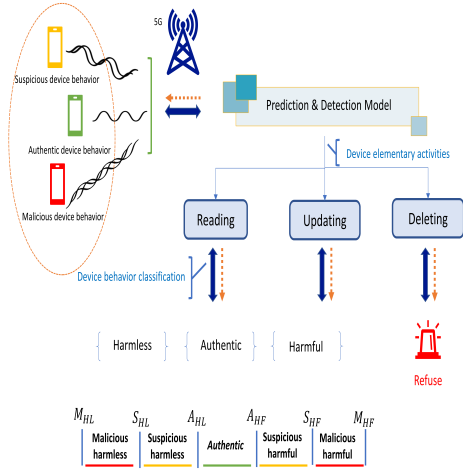 5G
Suspicious device behavior
Authentic device behavior
Malicious device behavior
Prediction & Detection Model
Device elementary activities
Reading
Updating
Deleting
Device behavior classification
Harmless
Authentic
Harmful
Refuse
M_HL
S_HL
A_HL
A_HF
S_HF
M_HF
Malicious
harmless
Suspicious
harmless
Authentic
Suspicious
harmful
Malicious
harmful